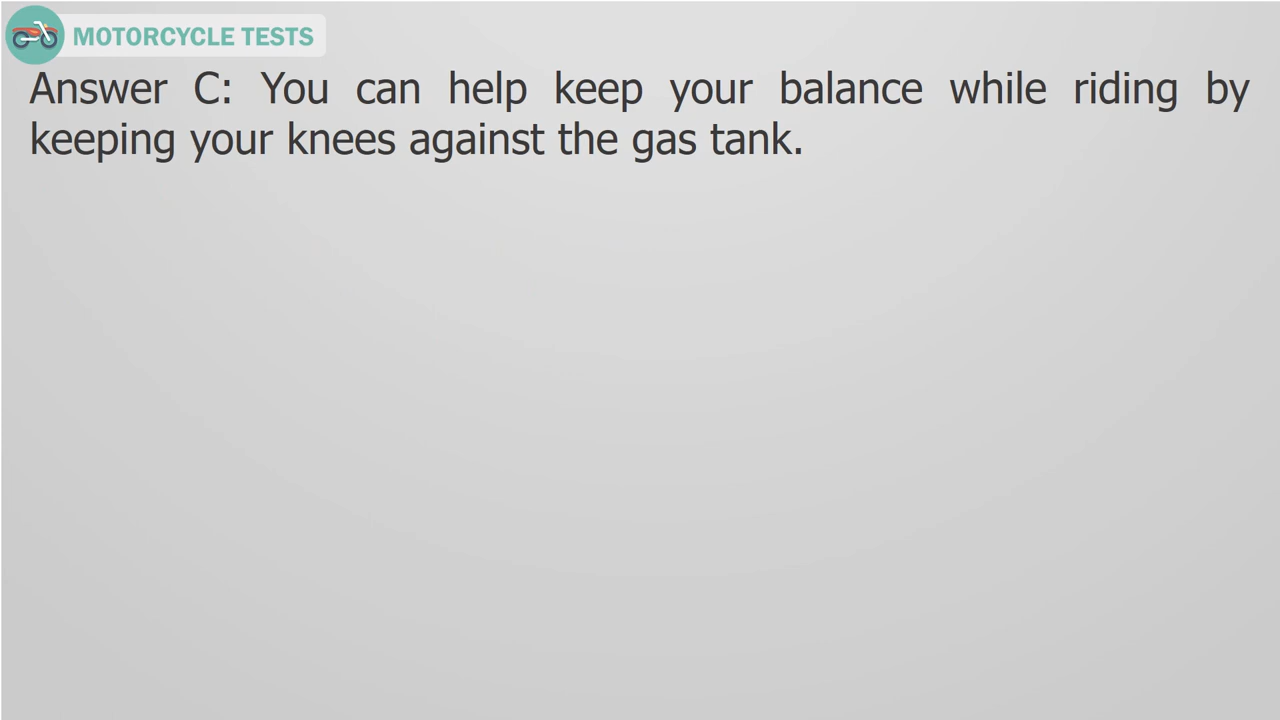 MOTORCYCLE TESTS
Answer C: You can help keep your balance while riding by
keeping your knees against the gas tank.